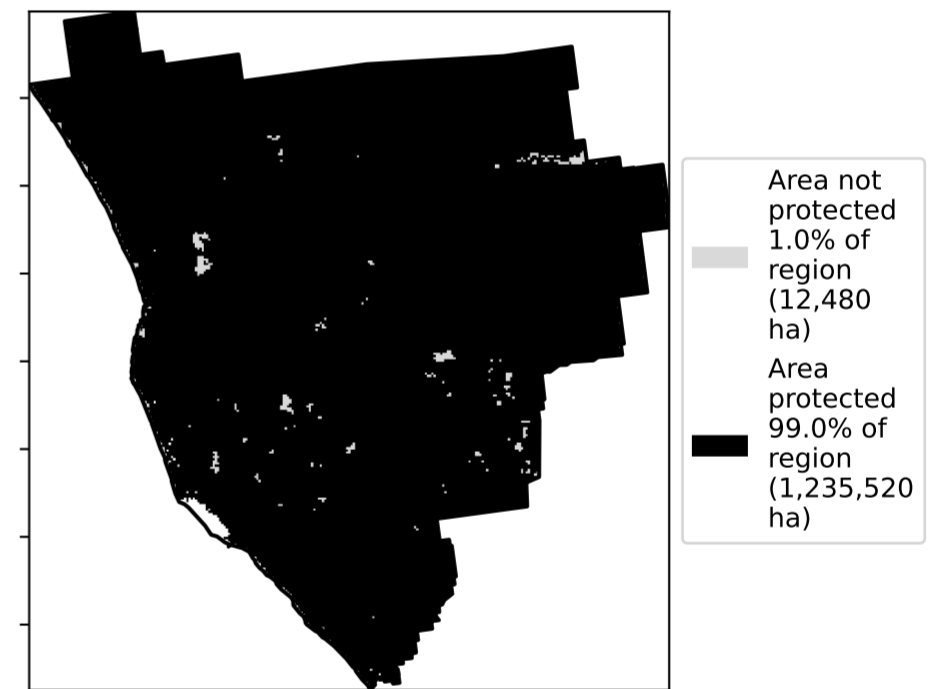 Area not
protected
1.0% of
region
(12,480
ha)
Area
protected
99.0% of
region
(1,235,520
ha)